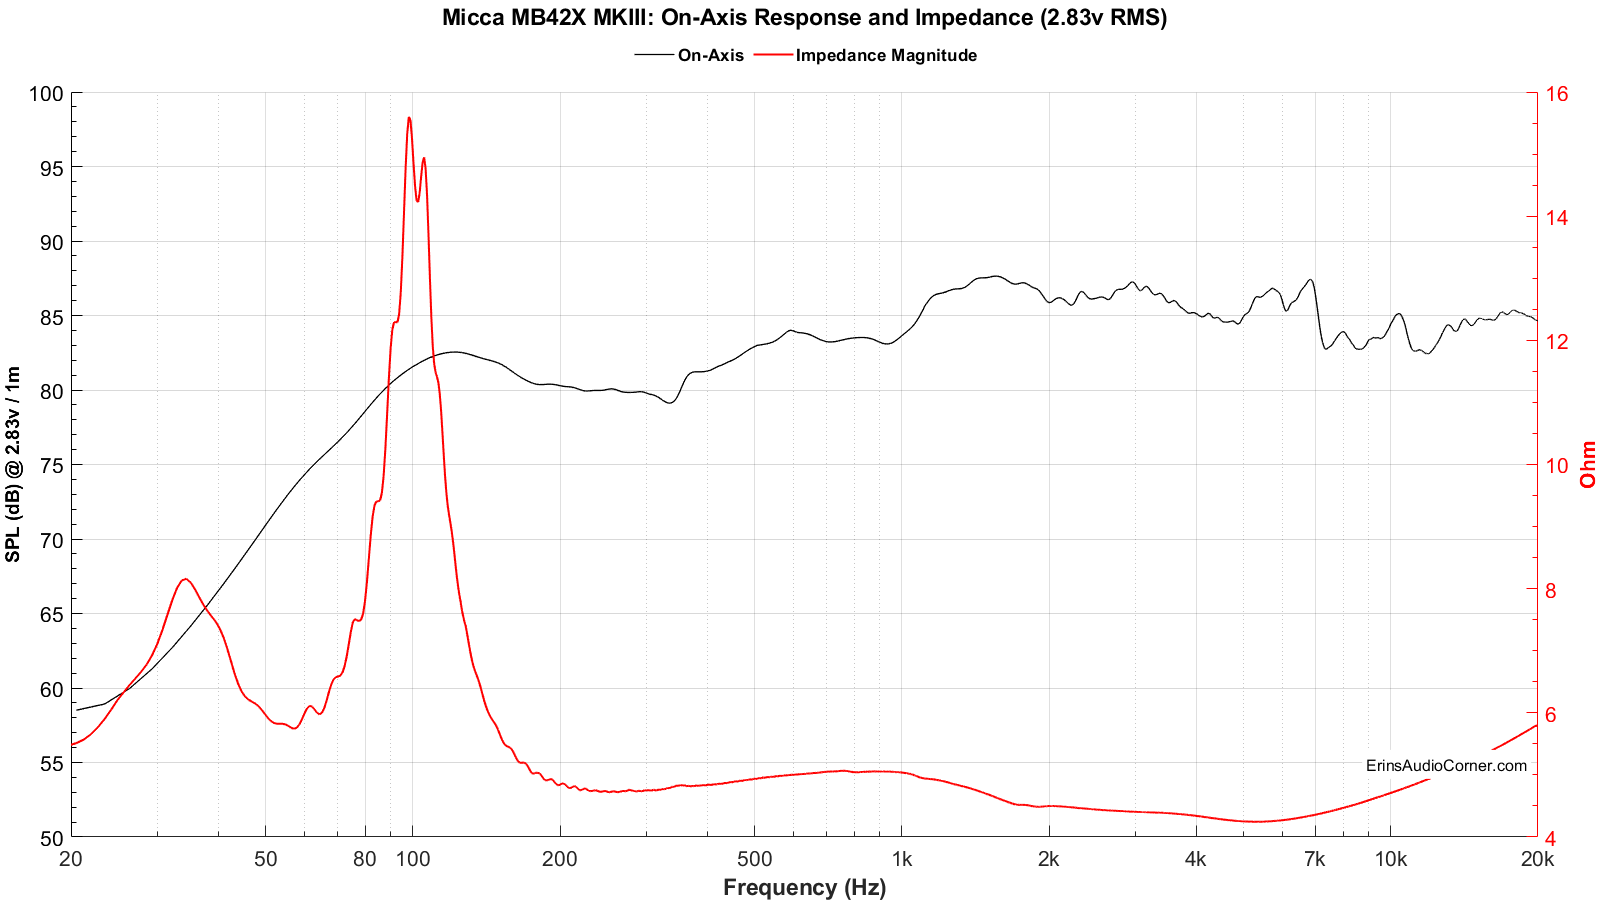 Micca MB42X MKIII: On-Axis Response and Impedance (2.83v RMS)
On-Axis Impedance Magnitude
100
95
90
85
80
75
70
65
60
55
50
SPL (dB) @ 2.83v / 1m
16
14
12
10
8
6
4
Ohm
ErinsAudioCorner.com
20 50 80 100 200 500 1k 2k 4k 7k 10k 20k
Frequency (Hz)